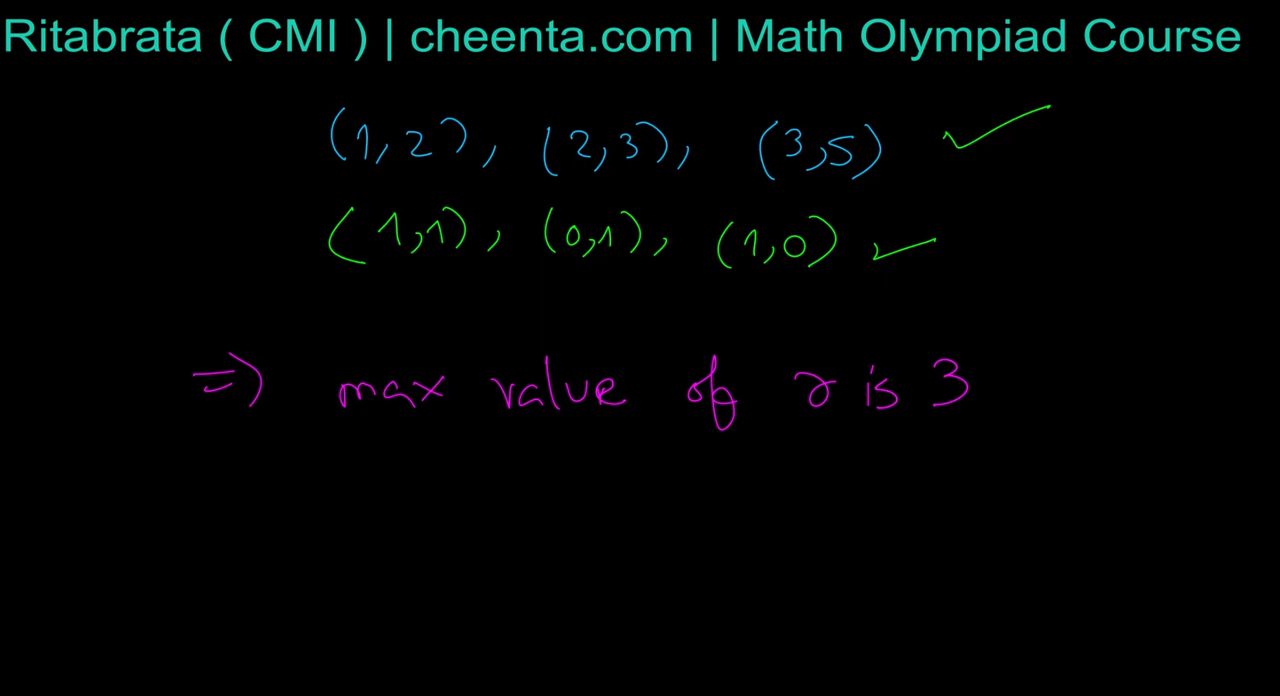 Ritabrata ( CMI ) | cheenta.com | Math Olympiad Course
(1,2), (2,3), (3,5) ✓
(1,1), (0,1), (1,0) ✓
⇒ max value of r is 3